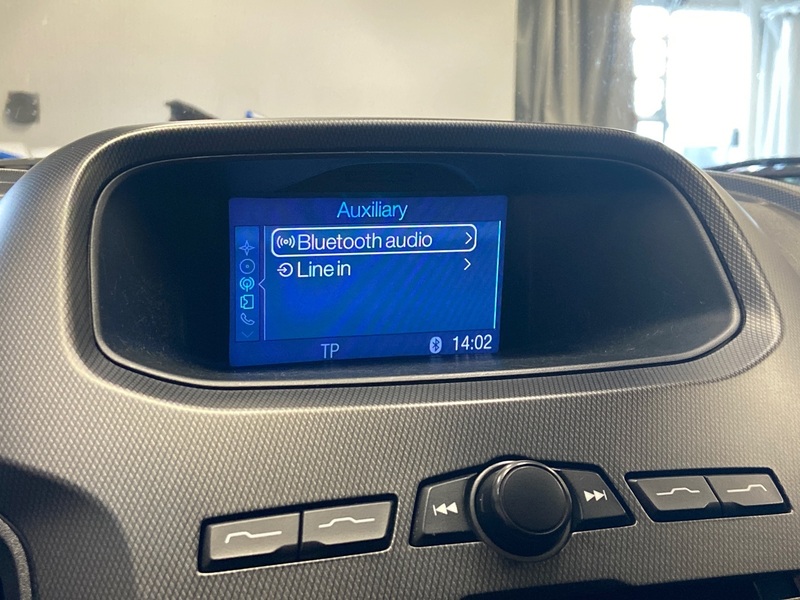 Auxiliary
Bluetooth audio
Line in
TP 14:02